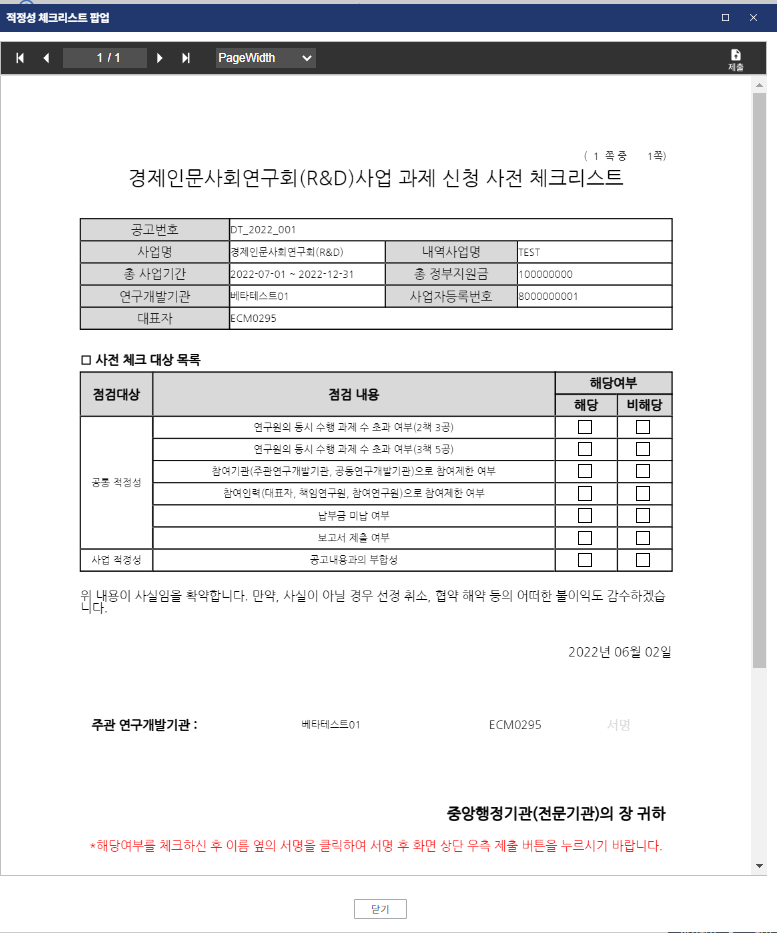 적정성 체크리스트 팝업
1 / 1
PageWidth
제출
( 1 쪽 중 1쪽)
경제인문사회연구회(R&D)사업 과제 신청 사전 체크리스트
공고번호 DT_2022_001
사업명 경제인문사회연구회(R&D) 내역사업명 TEST
총 사업기간 2022-07-01 ~ 2022-12-31 총 정부지원금 100000000
연구개발기관 베타테스트01 사업자등록번호 8000000001
대표자 ECM0295
□ 사전 체크 대상 목록
점검대상 점검 내용 해당여부
해당 비해당
연구원의 동시 수행 과제 수 초과 여부(2책 3공)
연구원의 동시 수행 과제 수 초과 여부(3책 5공)
참여기관(주관연구개발기관, 공동연구개발기관)으로 참여제한 여부
공통 적정성
참여인력(대표자, 책임연구원, 참여연구원)으로 참여제한 여부
납부금 미납 여부
보고서 제출 여부
사업 적정성 공고내용과의 부합성
위 내용이 사실임을 확약합니다. 만약, 사실이 아닐 경우 선정 취소, 협약 해약 등의 어떠한 불이익도 감수하겠습
니다.
2022년 06월 02일
주관 연구개발기관 : 베타테스트01 ECM0295 서명
중앙행정기관(전문기관)의 장 귀하
*해당여부를 체크하신 후 이름 옆의 서명을 클릭하여 서명 후 화면 상단 우측 제출 버튼을 누르시기 바랍니다.
닫기